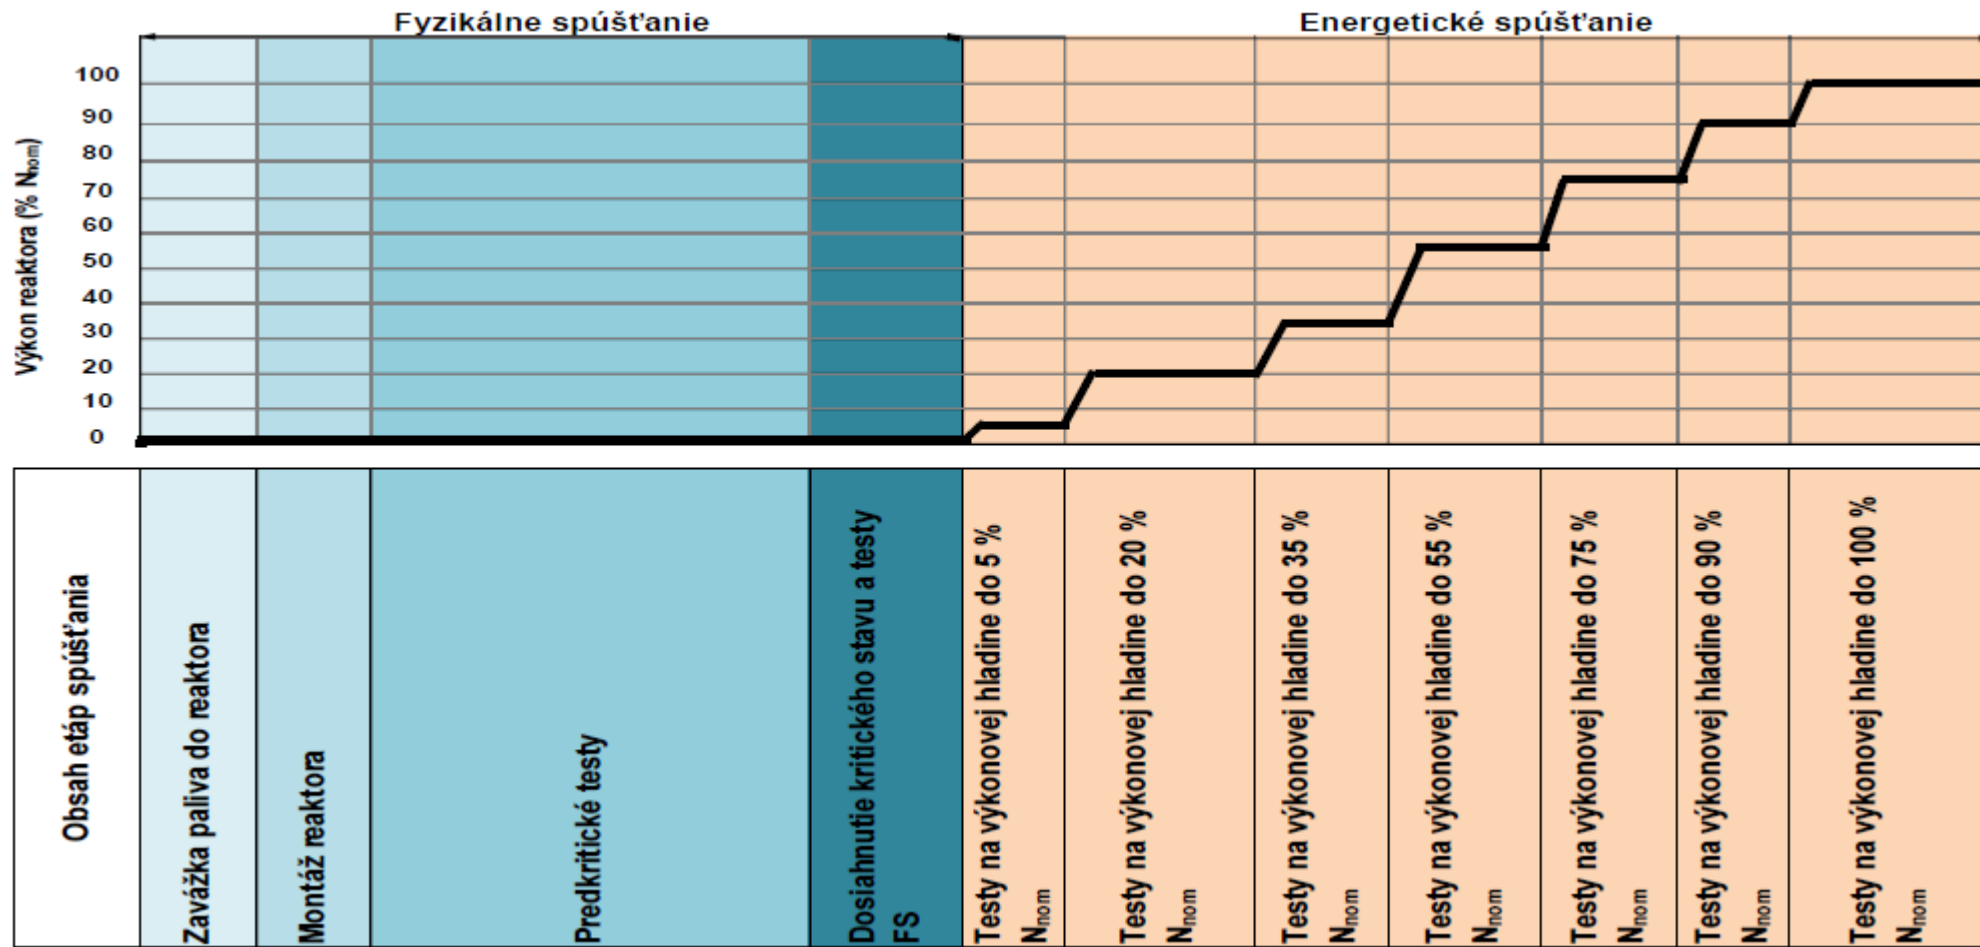 Fyzikálne spúšťanie
Energetické spúšťanie
Výkon reaktora (% Nnom)
100
90
80
70
60
50
40
30
20
10
0
Obsah etáp spúšťania
Zavážka paliva do reaktora
Montáž reaktora
Predkritické testy
Dosiahnutie kritického stavu a testy
FS
Testy na výkonovej hladine do 5 %
Nnom
Testy na výkonovej hladine do 20 %
Nnom
Testy na výkonovej hladine do 35 %
Nnom
Testy na výkonovej hladine do 55 %
Nnom
Testy na výkonovej hladine do 75 %
Nnom
Testy na výkonovej hladine do 90 %
Nnom
Testy na výkonovej hladine do 100 %
Nnom